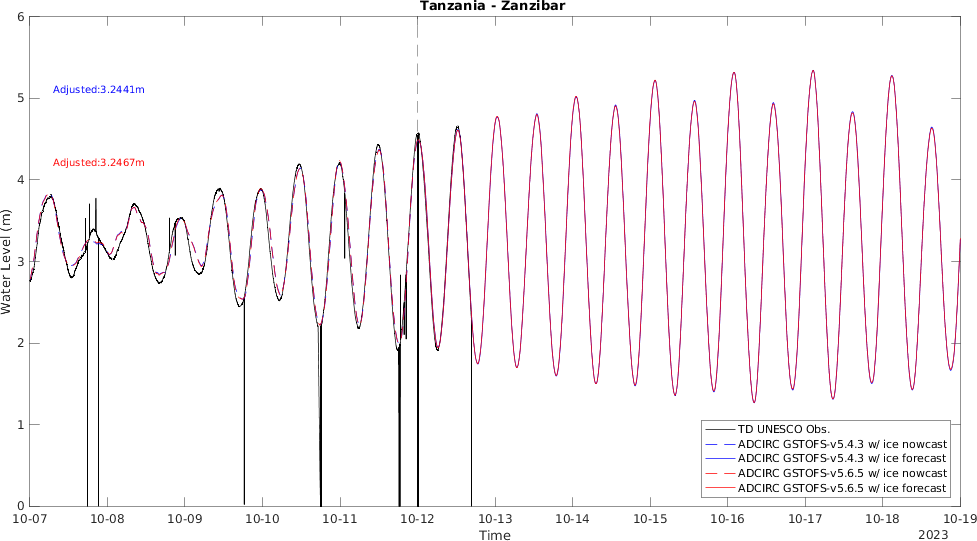 Tanzania - Zanzibar
6
5
4
3
2
1
0
Water Level (m)
Adjusted:3.2441m
Adjusted:3.2467m
TD UNESCO Obs.
ADCIRC GSTOFS-v5.4.3 w/ ice nowcast
ADCIRC GSTOFS-v5.4.3 w/ ice forecast
ADCIRC GSTOFS-v5.6.5 w/ ice nowcast
ADCIRC GSTOFS-v5.6.5 w/ ice forecast
10-07 10-08 10-09 10-10 10-11 10-12 10-13 10-14 10-15 10-16 10-17 10-18 10-19
Time
2023